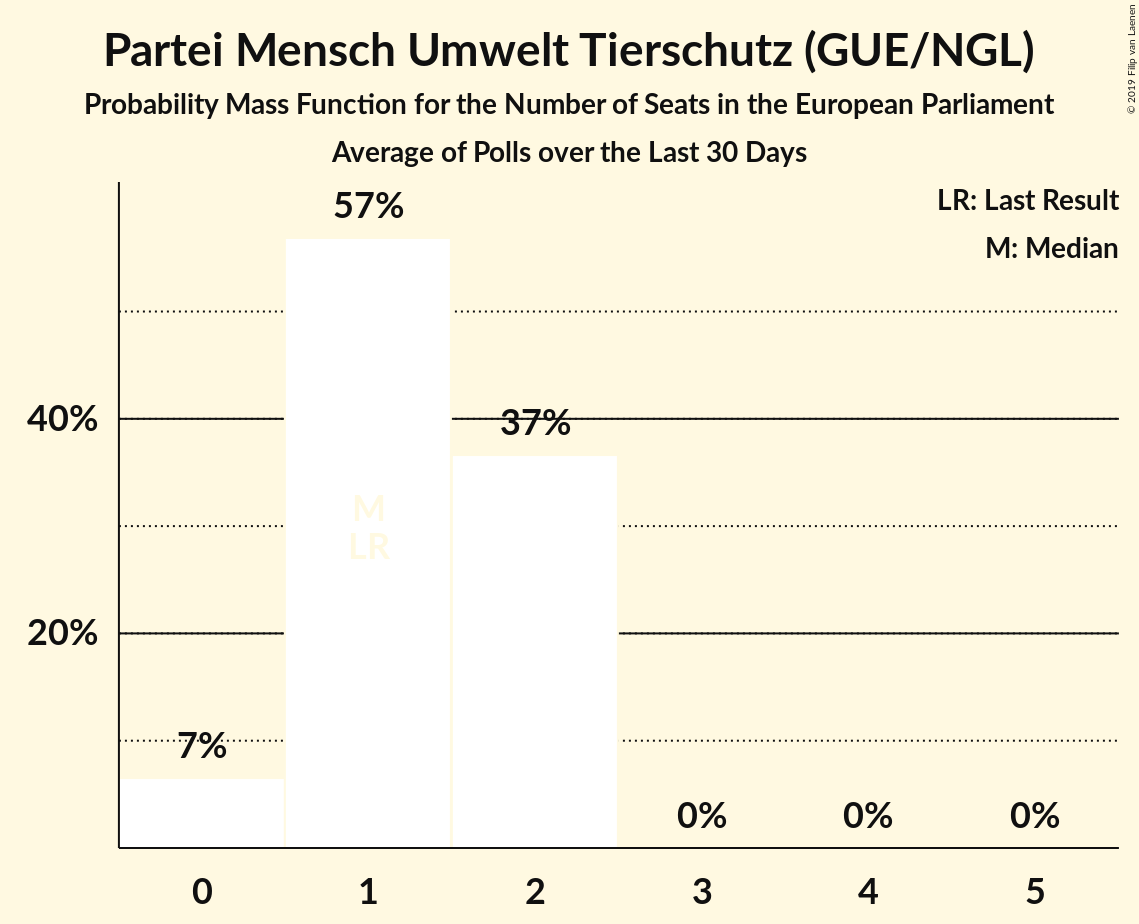 Partei Mensch Umwelt Tierschutz (GUE/NGL)
Probability Mass Function for the Number of Seats in the European Parliament
Average of Polls over the Last 30 Days
© 2019 Filip van Laenen
LR: Last Result
M: Median
57%
40%
37%
M
LR
20%
7%
0%
0%
0%
0
1
2
3
4
5